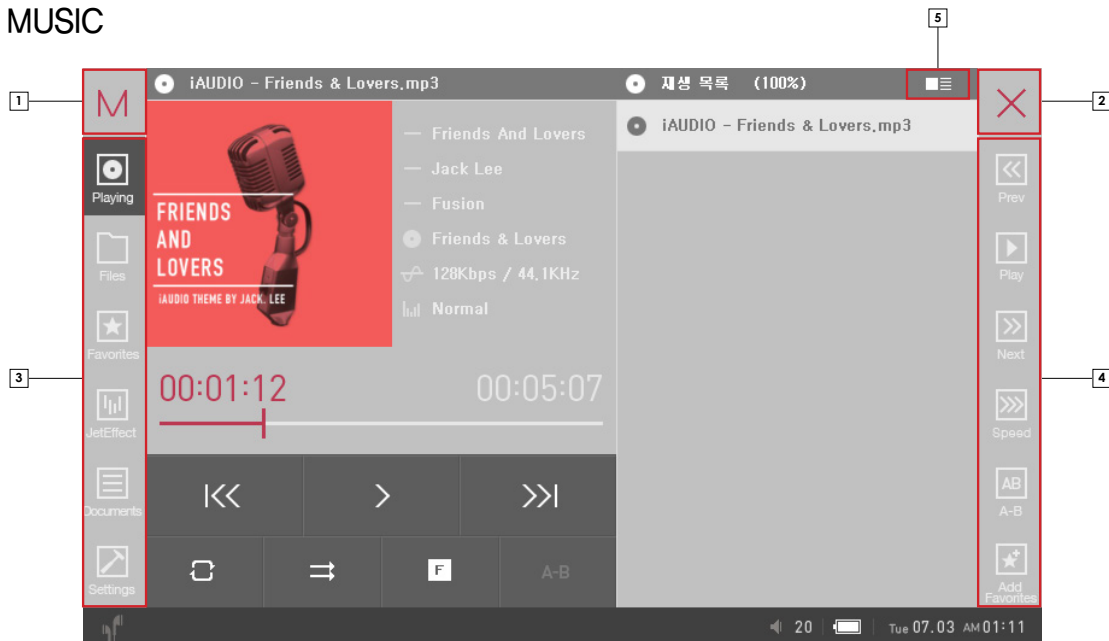 MUSIC
5
1
M
iAUDIO - Friends & Lovers.mp3
재생 목록 (100%)
2
iAUDIO - Friends & Lovers.mp3
Playing
Files
Favorites
3
JetEffect
Documents
Settings
FRIENDS
AND
LOVERS
iAUDIO THEME BY JACK. LEE
Friends And Lovers
Jack Lee
Fusion
Friends & Lovers
128Kbps / 44.1KHz
Normal
00:01:12
00:05:07
F
A-B
Prev
Play
Next
4
Speed
AB
A-B
Add
Favorites
20
Tue 07.03 AM 01:11